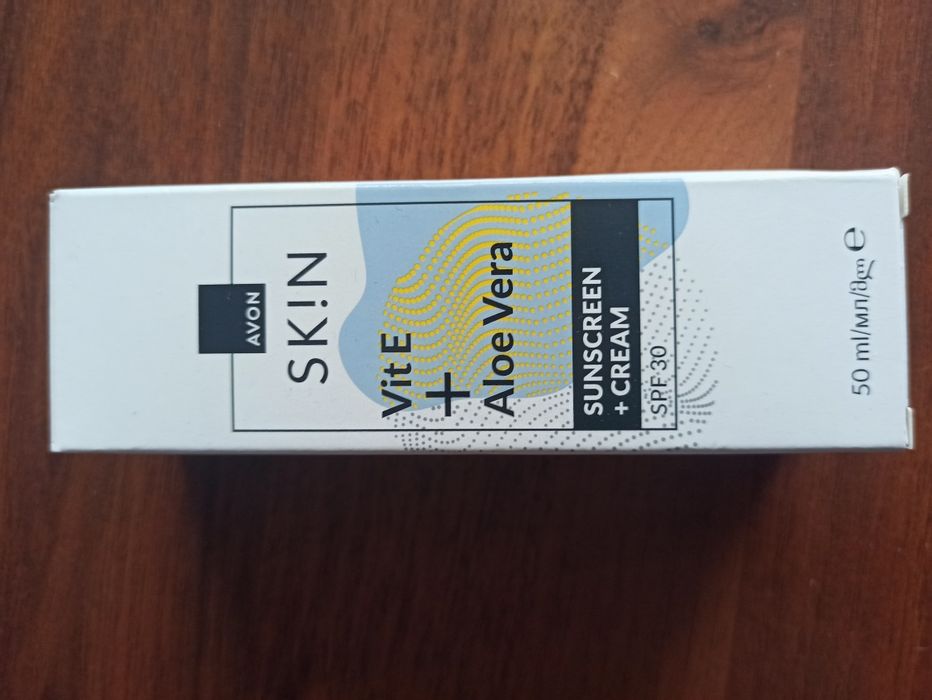 AVON
SK!N
Vit E
+
Aloe Vera
SUNSCREEN
+ CREAM
SPF 30
50 ml/мл/მლ ℮